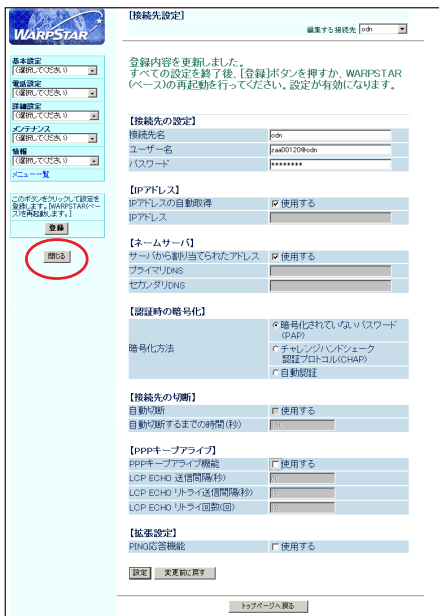 WARPSTAR
基本設定
(選択してください)
電話設定
(選択してください)
詳細設定
(選択してください)
メンテナンス
(選択してください)
情報
(選択してください)
メニュー一覧
このボタンをクリックして設定を
登録します。[WARPSTAR(ベー
ス)を再起動します。]
登録
閉じる
[接続先設定]
編集する接続先 odn
登録内容を更新しました。
すべての設定を終了後、[登録]ボタンを押すか、WARPSTAR
(ベース)の再起動を行ってください。設定が有効になります。
【接続先の設定】
接続先名 odn
ユーザー名 zaa00120@odn
パスワード ********
【IPアドレス】
IPアドレスの自動取得 使用する
IPアドレス
【ネームサーバ】
サーバから割り当てられたアドレス 使用する
プライマリDNS
セカンダリDNS
【認証時の暗号化】
暗号化方法
暗号化されていないパスワード
(PAP)
チャレンジハンドシェーク
認証プロトコル(CHAP)
自動認証
【接続先の切断】
自動切断 使用する
自動切断するまでの時間(秒)
【PPPキープアライブ】
PPPキープアライブ機能 使用する
LCP ECHO 送信間隔(秒)
LCP ECHO リトライ送信間隔(秒)
LCP ECHO リトライ回数(回)
【拡張設定】
PING応答機能 使用する
設定 変更前に戻す
トップページへ戻る